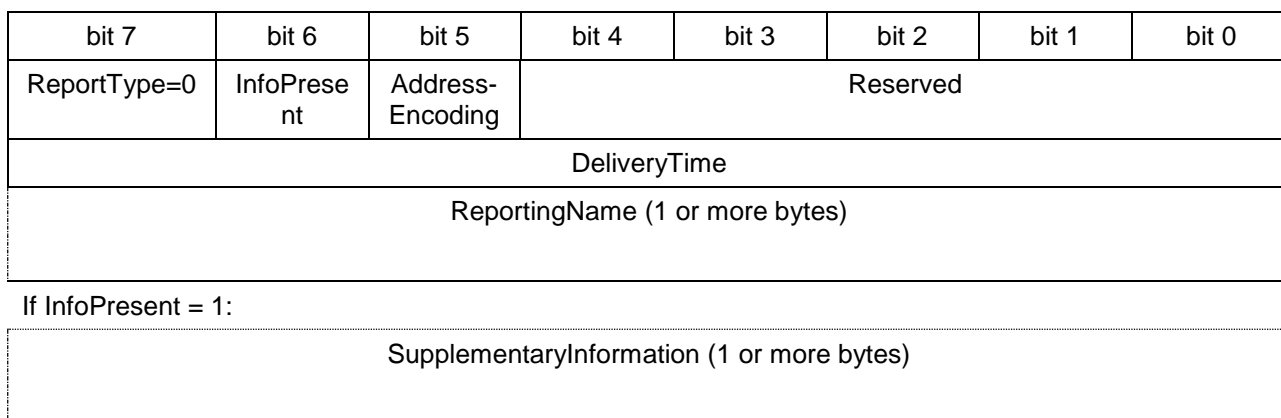 bit 7 bit 6 bit 5 bit 4 bit 3 bit 2 bit 1 bit 0
ReportType=0 InfoPrese Address- Reserved
nt Encoding
DeliveryTime
ReportingName (1 or more bytes)
If InfoPresent = 1:
SupplementaryInformation (1 or more bytes)